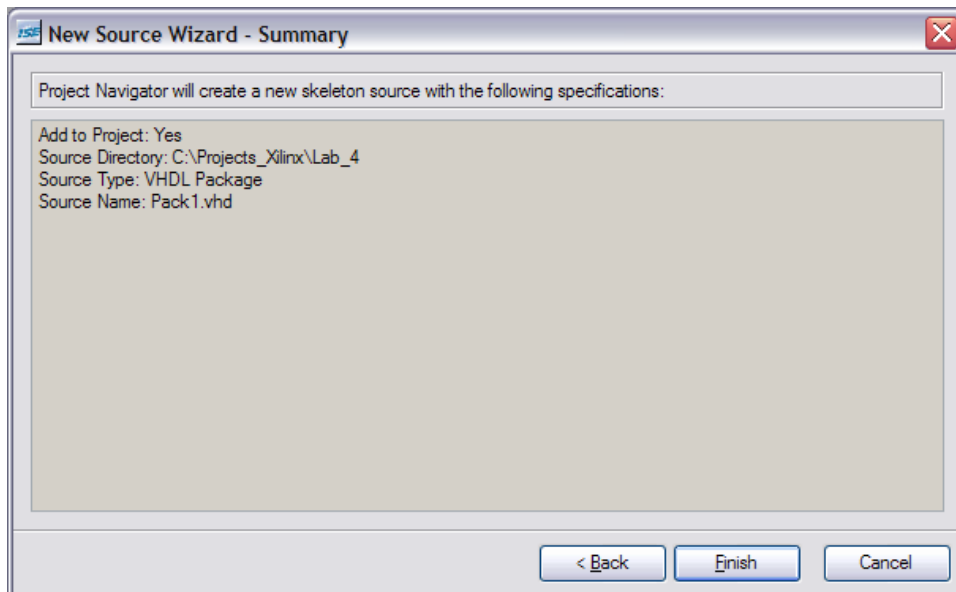 ISE New Source Wizard - Summary
Project Navigator will create a new skeleton source with the following specifications:
Add to Project: Yes
Source Directory: C:\Projects_Xilinx\Lab_4
Source Type: VHDL Package
Source Name: Pack1.vhd
< Back Finish Cancel